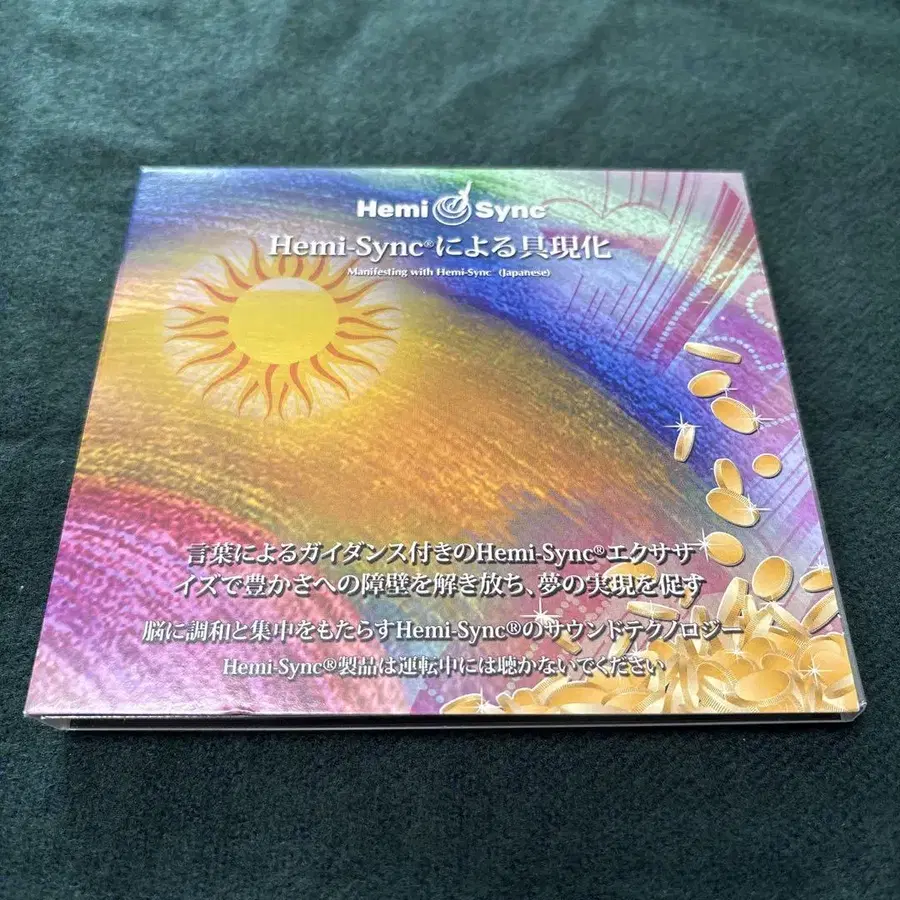 Hemi Sync
Hemi-Sync®による具現化
Manifesting with Hemi-Sync (Japanese)
言葉によるガイダンス付きのHemi-Sync®エクササ
イズで豊かさへの障壁を解き放ち、夢の実現を促す
脳に調和と集中をもたらすHemi-Sync®のサウンドテクノロジー
Hemi-Sync®製品は運転中には聴かないでください